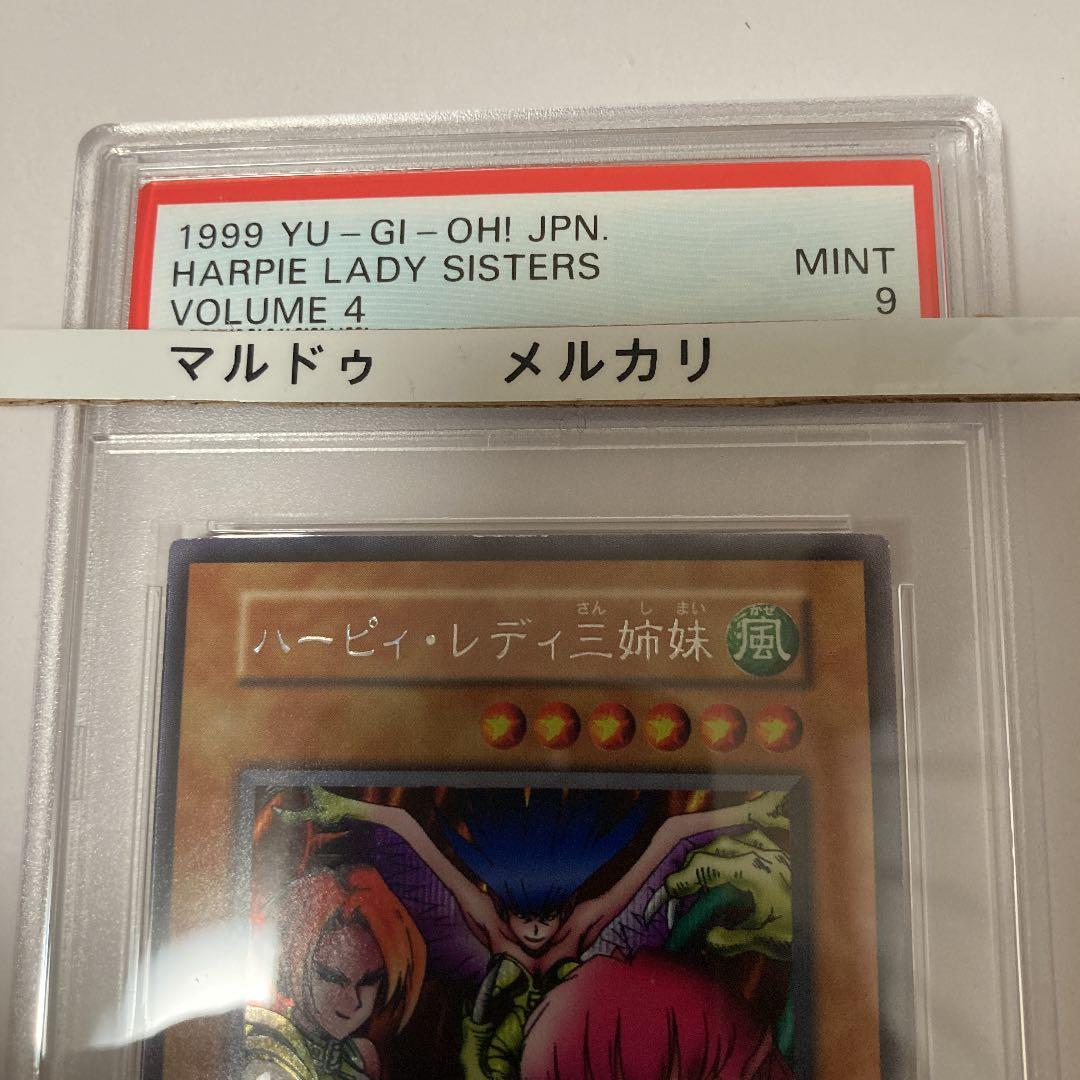 1999 YU-GI-OH! JPN.
HARPIE LADY SISTERS
MINT
VOLUME 4
9
マルドゥ メルカリ
さん し まい
かぜ
ハーピィ・レディ三姉妹
風